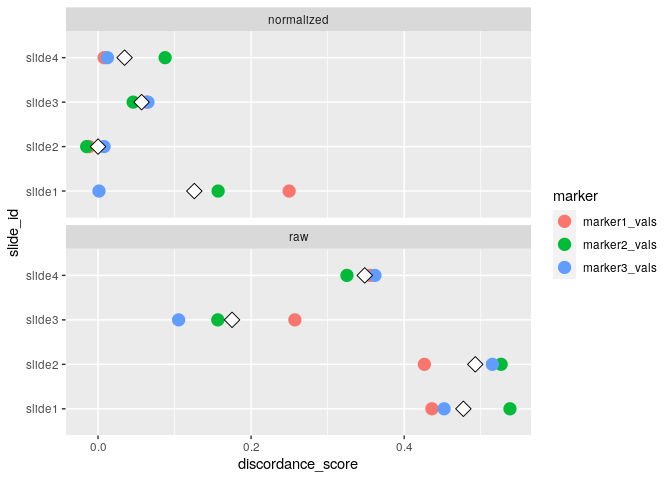 normalized
slide4
slide3
slide2
slide1
raw
slide4
slide3
slide2
slide1
0.0 0.2 0.4
discordance_score
slide_id
marker
marker1_vals
marker2_vals
marker3_vals